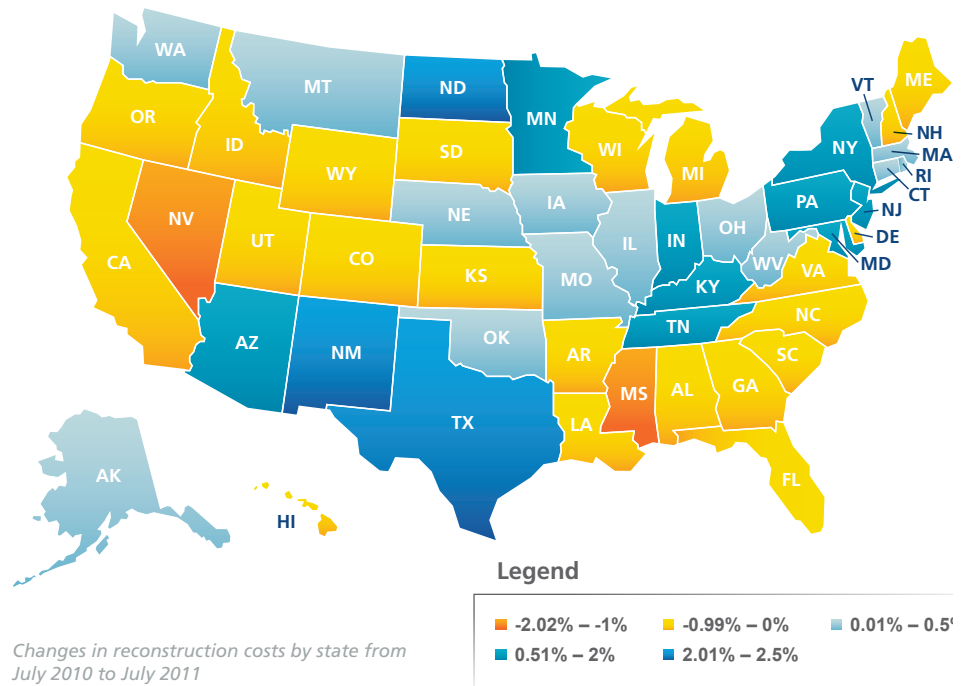 WA
MT
ND
MN
VT
ME
OR
ID
WY
SD
WI
MI
NY
NH
MA
RI
CT
NV
UT
CO
NE
IA
IL
IN
OH
PA
NJ
DE
MD
CA
KS
MO
KY
WV
VA
AZ
NM
OK
AR
TN
NC
SC
TX
LA
MS
AL
GA
FL
AK
HI
Legend
-2.02% – -1%
-0.99% – 0%
0.01% – 0.5%
0.51% – 2%
2.01% – 2.5%
Changes in reconstruction costs by state from
July 2010 to July 2011